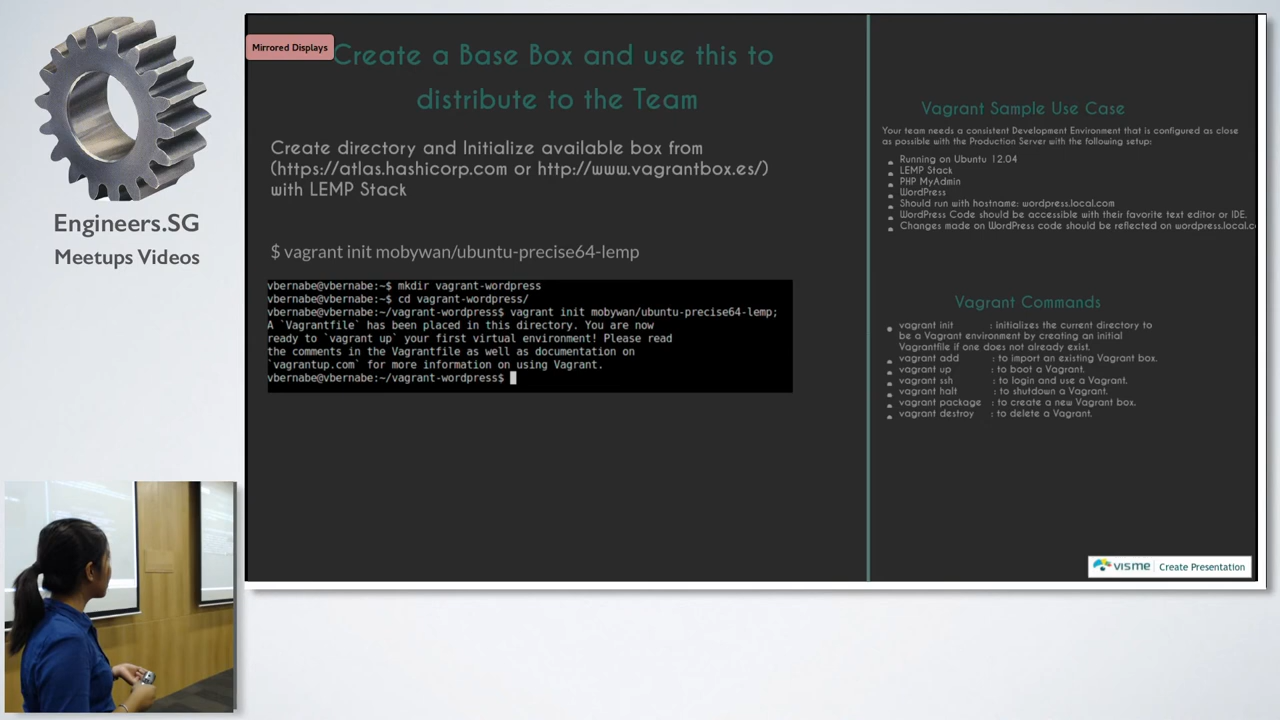 Engineers.SG
Meetups Videos
Mirrored Displays
Create a Base Box and use this to
distribute to the Team
Create directory and Initialize available box from
(https://atlas.hashicorp.com or http://www.vagrantbox.es/)
with LEMP Stack
$ vagrant init mobywan/ubuntu-precise64-lemp
vbernabe@vbernabe:~$ mkdir vagrant-wordpress
vbernabe@vbernabe:~$ cd vagrant-wordpress/
vbernabe@vbernabe:~/vagrant-wordpress$ vagrant init mobywan/ubuntu-precise64-lemp;
A `Vagrantfile` has been placed in this directory. You are now
ready to `vagrant up` your first virtual environment! Please read
the comments in the Vagrantfile as well as documentation on
`vagrantup.com` for more information on using Vagrant.
vbernabe@vbernabe:~/vagrant-wordpress$
Vagrant Sample Use Case
Your team needs a consistent Development Environment that is configured as close
as possible with the Production Server with the following setup:
Running on Ubuntu 12.04
LEMP Stack
PHP MyAdmin
WordPress
Should run with hostname: wordpress.local.com
WordPress Code should be accessible with their favorite text editor or IDE.
Changes made on WordPress code should be reflected on wordpress.local.c
Vagrant Commands
vagrant init : initializes the current directory to
be a Vagrant environment by creating an initial
Vagrantfile if one does not already exist.
vagrant add : to import an existing Vagrant box.
vagrant up : to boot a Vagrant.
vagrant ssh : to login and use a Vagrant.
vagrant halt : to shutdown a Vagrant.
vagrant package : to create a new Vagrant box.
vagrant destroy : to delete a Vagrant.
visme | Create Presentation